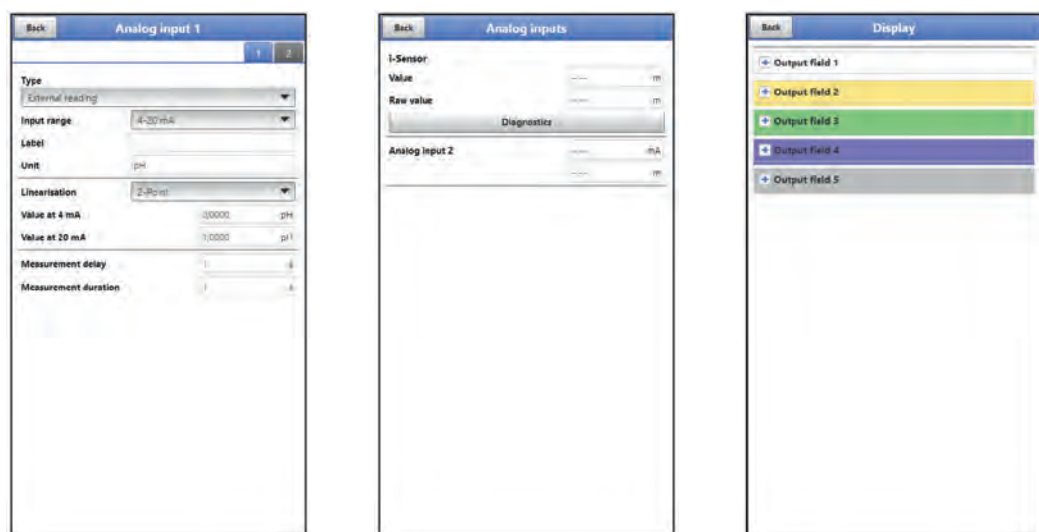 Back Analog input 1
1 2
Type
External reading
Input range 4-20 mA
Label
Unit pH
Linearisation 2-Point
Value at 4 mA 0,0000 pH
Value at 20 mA 1,0000 pH
Measurement delay 1 s
Measurement duration 1 s
Back Analog inputs
i-Sensor
Value --.--- m
Raw value --.--- m
Diagnostics
Analog input 2 --.--- mA
--.--- m
Back Display
+ Output field 1
+ Output field 2
+ Output field 3
+ Output field 4
+ Output field 5